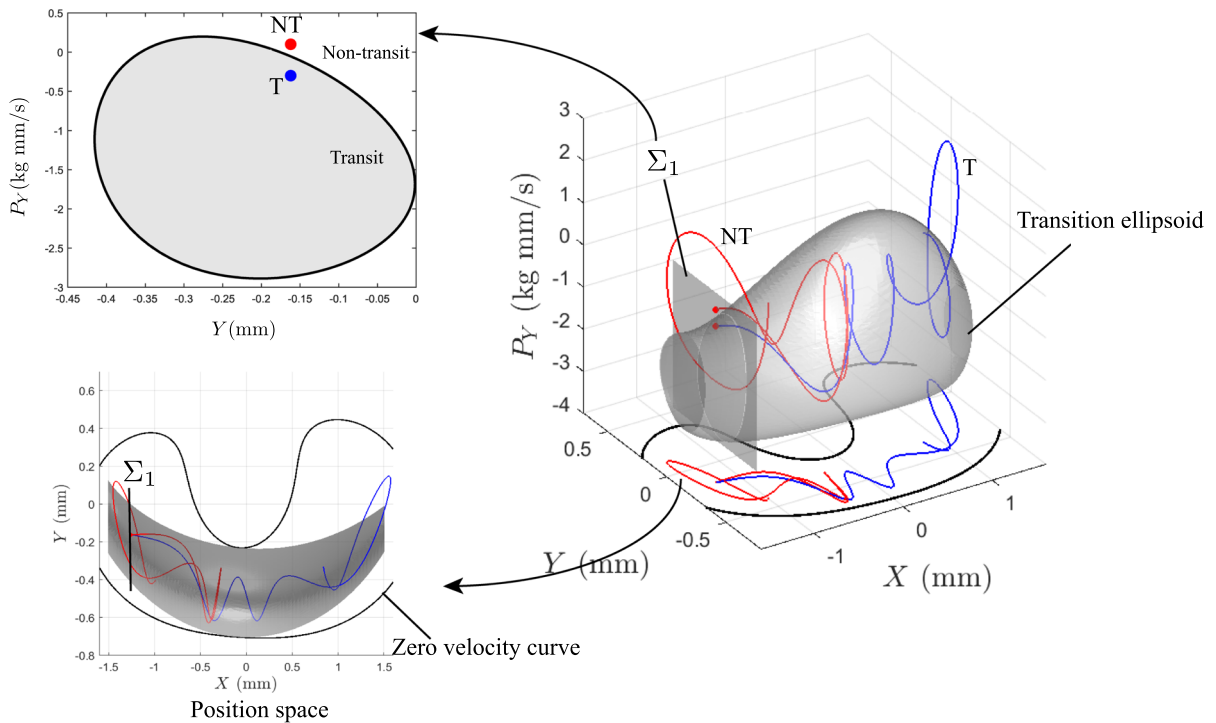 0.5
0
-0.5
-1
-1.5
-2
-2.5
-3
P_Y (kg mm/s)
NT
Non-transit
T
Transit
-0.45 -0.4 -0.35 -0.3 -0.25 -0.2 -0.15 -0.1 -0.05 0
Y (mm)
Σ1
3
2
1
0
-1
-2
-3
-4
P_Y (kg mm/s)
NT
T
Transition ellipsoid
0.5
0
-0.5
Y (mm)
-1
0
1
X (mm)
0.6
0.4
0.2
0
-0.2
-0.4
-0.6
-0.8
Y (mm)
Σ1
Zero velocity curve
-1.5 -1 -0.5 0 0.5 1 1.5
X (mm)
Position space